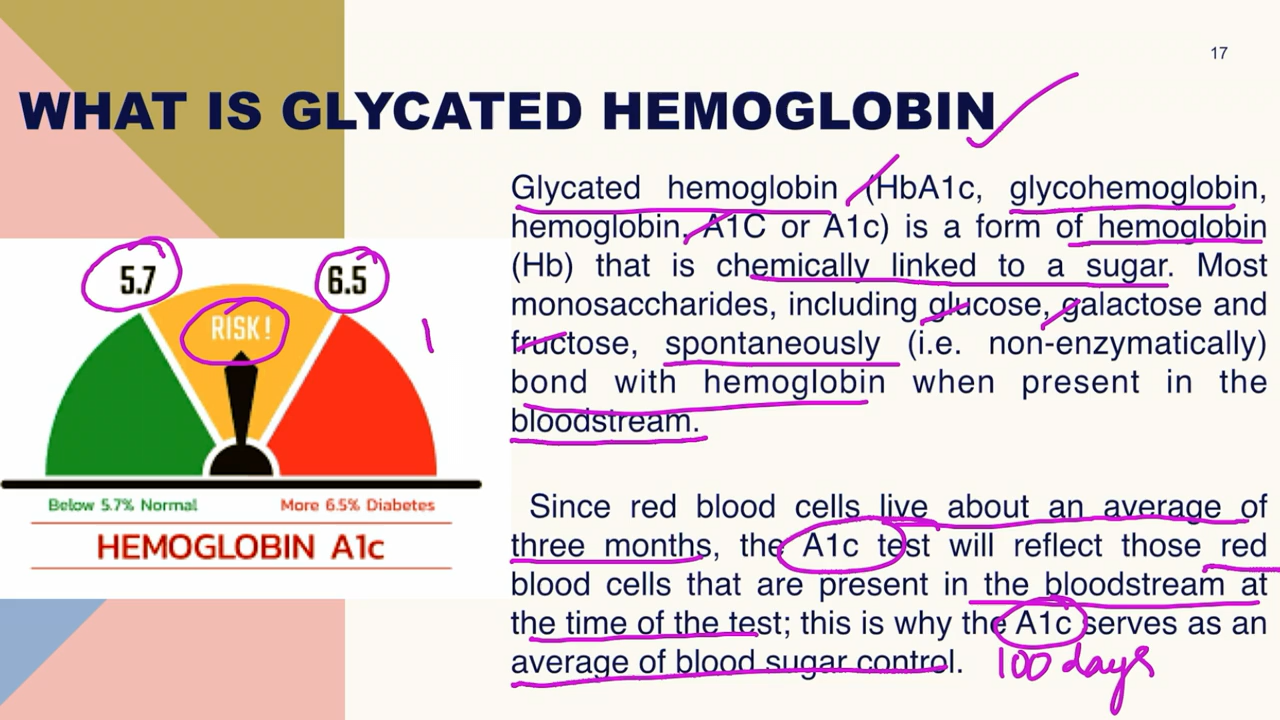 17
WHAT IS GLYCATED HEMOGLOBIN
Glycated hemoglobin (HbA1c, glycohemoglobin,
hemoglobin, A1C or A1c) is a form of hemoglobin
(Hb) that is chemically linked to a sugar. Most
monosaccharides, including glucose, galactose and
fructose, spontaneously (i.e. non-enzymatically)
bond with hemoglobin when present in the
bloodstream.
Since red blood cells live about an average of
three months, the A1c test will reflect those red
blood cells that are present in the bloodstream at
the time of the test; this is why the A1c serves as an
average of blood sugar control.
100 days
5.7
6.5
RISK!
Below 5.7% Normal
More 6.5% Diabetes
HEMOGLOBIN A1c